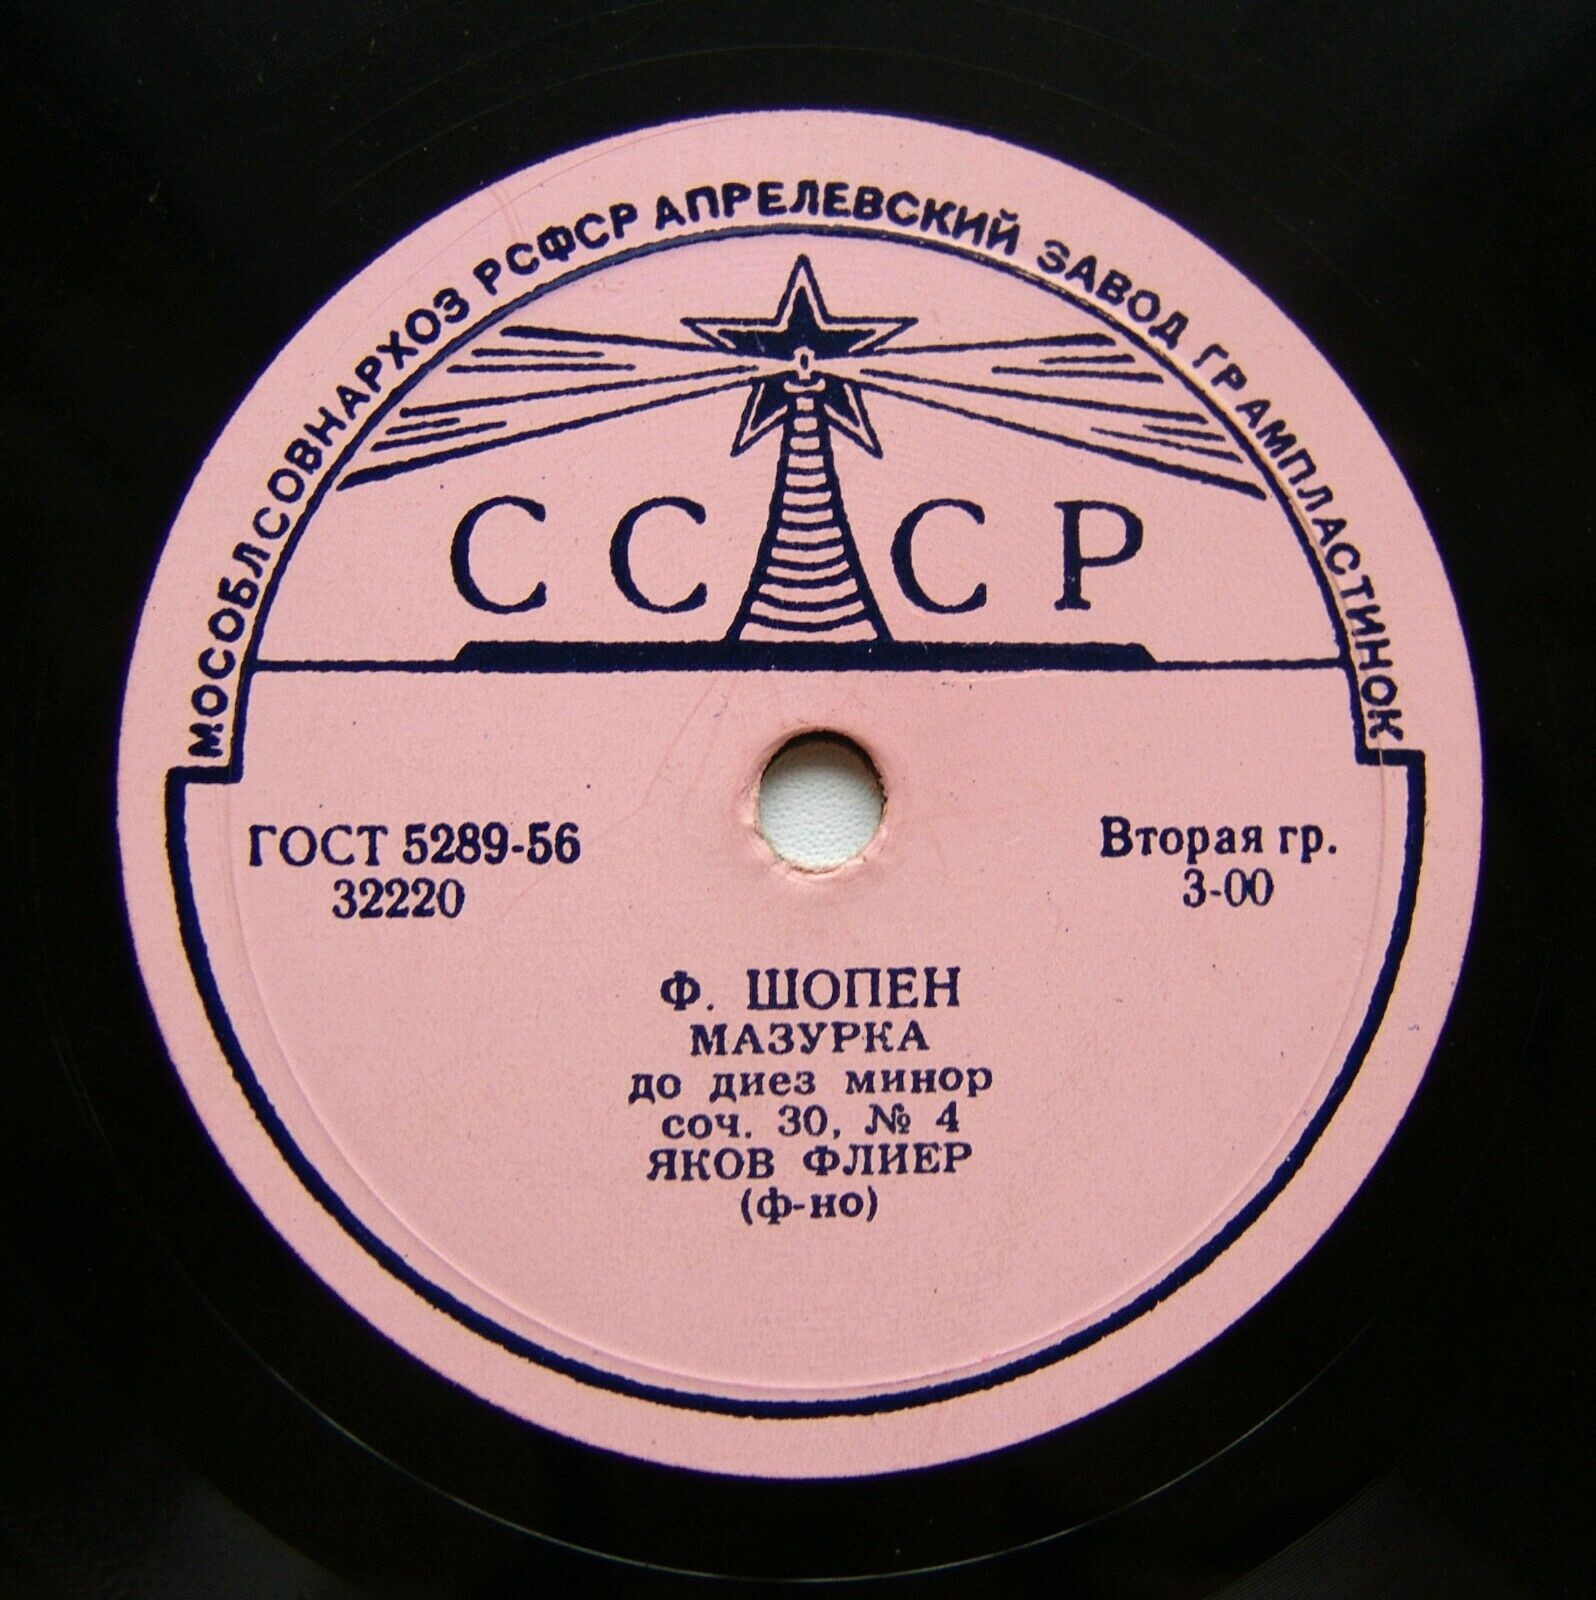 МОСОБЛСОВНАРХОЗ РСФСР АПРЕЛЕВСКИЙ ЗАВОД ГРАМПЛАСТИНОК
СССР
ГОСТ 5289-56
32220
Вторая гр.
3-00
Ф. ШОПЕН
МАЗУРКА
до диез минор
соч. 30, № 4
ЯКОВ ФЛИЕР
(ф-но)